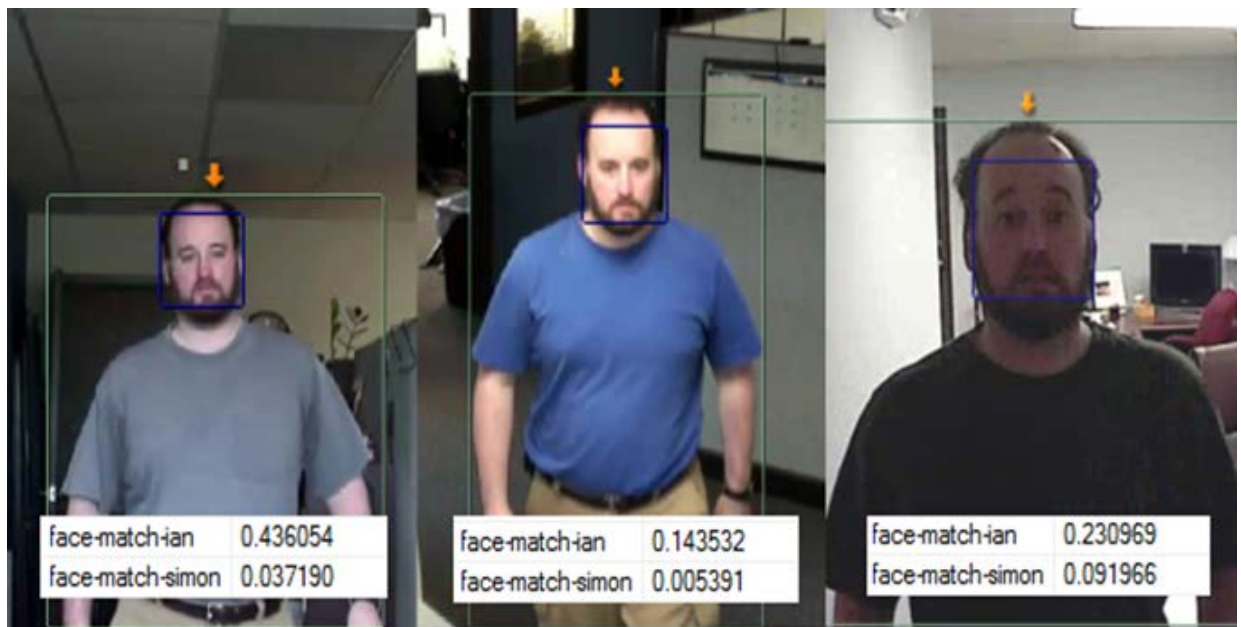 face-match-ian 0.436054
face-match-simon 0.037190
face-match-ian 0.143532
face-match-simon 0.005391
face-match-ian 0.230969
face-match-simon 0.091966